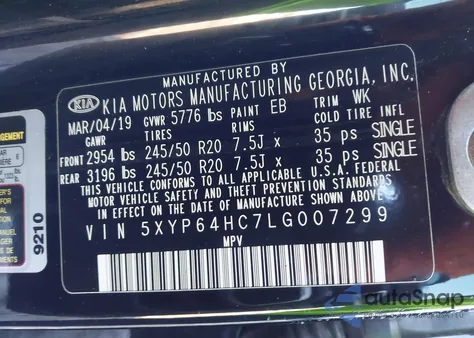 MANUFACTURED BY
KIA KIA MOTORS MANUFACTURING GEORGIA, INC.
MAR/04/19 GVWR 5776 lbs PAINT EB TRIM WK
GAWR TIRES RIMS COLD TIRE INFL
FRONT 2954 lbs 245/50 R20 7.5J x 35 ps SINGLE
REAR 3196 lbs 245/50 R20 7.5J x 35 ps SINGLE
THIS VEHICLE CONFORMS TO ALL APPLICABLE U.S.A. FEDERAL
MOTOR VEHICLE SAFETY AND THEFT PREVENTION STANDARDS
IN EFFECT ON THE DATE OF MANUFACTURE SHOWN ABOVE.
VIN 5XYP64HC7LG007299
MPV
9210
autoSnap